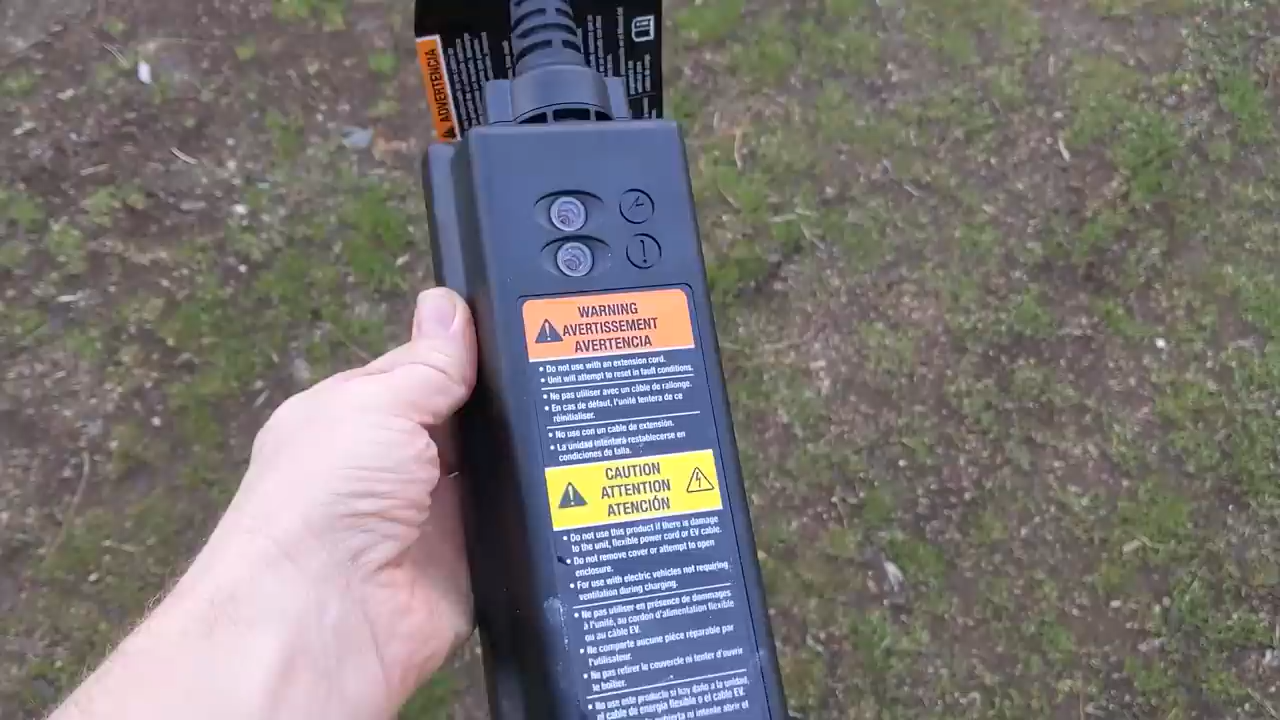 ADVERTENCIA
WARNING
AVERTISSEMENT
AVERTENCIA
• Do not use with an extension cord.
• Unit will attempt to reset in fault conditions.
• Ne pas utiliser avec un câble de rallonge.
• En cas de défaut, l'unité tentera de ce
réinitialiser.
• No use con un cable de extensión.
• La unidad intentará restablecerse en
condiciones de falla.
CAUTION
ATTENTION
ATENCIÓN
• Do not use this product if there is damage
to the unit, flexible power cord or EV cable.
• Do not remove cover or attempt to open
enclosure.
• For use with electric vehicles not requiring
ventilation during charging.
• Ne pas utiliser en présence de dommages
à l'unité, au cordon d'alimentation flexible
ou au câble EV.
• Ne comporte aucune pièce réparable par
l'utilisateur.
• Ne pas retirer le couvercle ni tenter d'ouvrir
le boîtier.
• No use este producto si hay daño a la unidad,
el cable de energía flexible o el cable EV.
cubierta ni intente abrir el